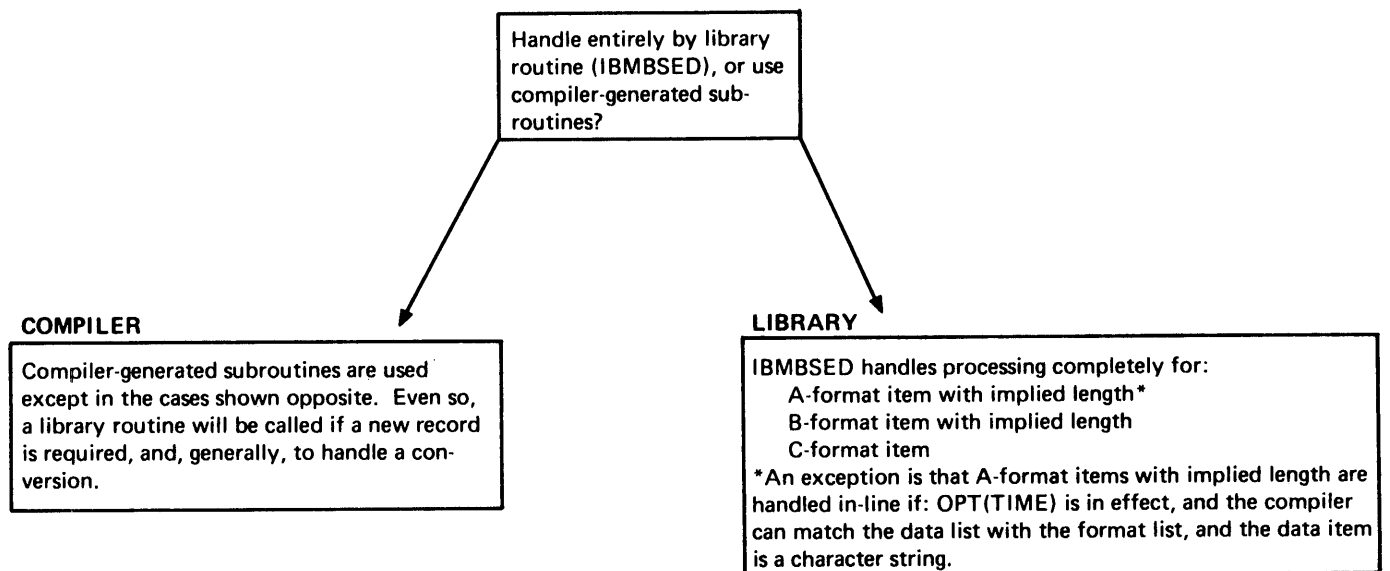 Handle entirely by library
routine (IBMBSED), or use
compiler-generated sub-
routines?
COMPILER
Compiler-generated subroutines are used
except in the cases shown opposite. Even so,
a library routine will be called if a new record
is required, and, generally, to handle a con-
version.
LIBRARY
IBMBSED handles processing completely for:
A-format item with implied length*
B-format item with implied length
C-format item
*An exception is that A-format items with implied length are
handled in-line if: OPT(TIME) is in effect, and the compiler
can match the data list with the format list, and the data item
is a character string.